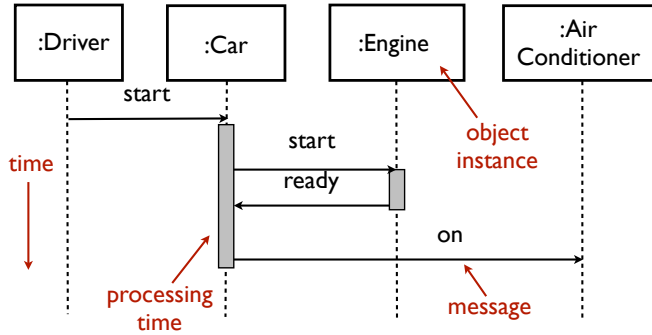 :Driver
:Car
:Engine
:Air
Conditioner
start
object
instance
start
time
ready
on
processing
time
message